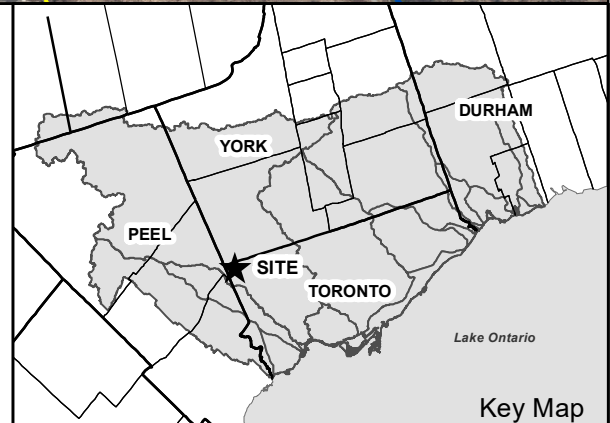 DURHAM
YORK
PEEL
SITE
TORONTO
Lake Ontario
Key Map